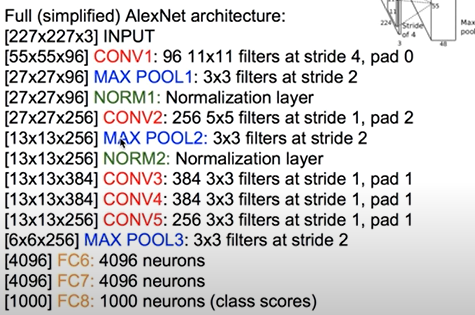 Full (simplified) AlexNet architecture:
[227x227x3] INPUT
[55x55x96] CONV1: 96 11x11 filters at stride 4, pad 0
[27x27x96] MAX POOL1: 3x3 filters at stride 2
[27x27x96] NORM1: Normalization layer
[27x27x256] CONV2: 256 5x5 filters at stride 1, pad 2
[13x13x256] MAX POOL2: 3x3 filters at stride 2
[13x13x256] NORM2: Normalization layer
[13x13x384] CONV3: 384 3x3 filters at stride 1, pad 1
[13x13x384] CONV4: 384 3x3 filters at stride 1, pad 1
[13x13x256] CONV5: 256 3x3 filters at stride 1, pad 1
[6x6x256] MAX POOL3: 3x3 filters at stride 2
[4096] FC6: 4096 neurons
[4096] FC7: 4096 neurons
[1000] FC8: 1000 neurons (class scores)
11
55
224
Stride
of 4
3
48
Max